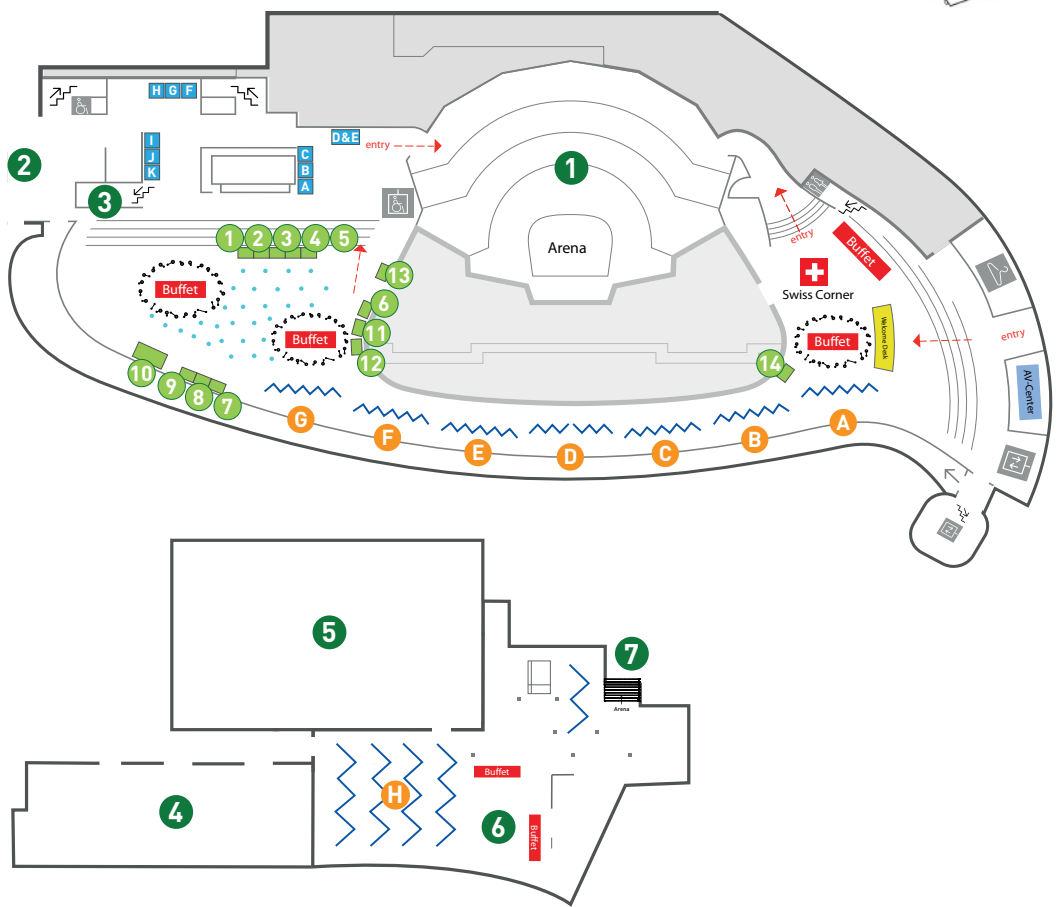 H G F
D&E
entry
I
J
K
C
B
A
2
3
1
Arena
entry
Buffet
Swiss Corner
1 2 3 4 5
13
Buffet
6
11
Buffet
12
Buffet
Welcome Desk
entry
14
AV-Center
10
9
8
7
G
F
E
D
C
B
A
5
7
Arena
Buffet
H
4
6
Buffet